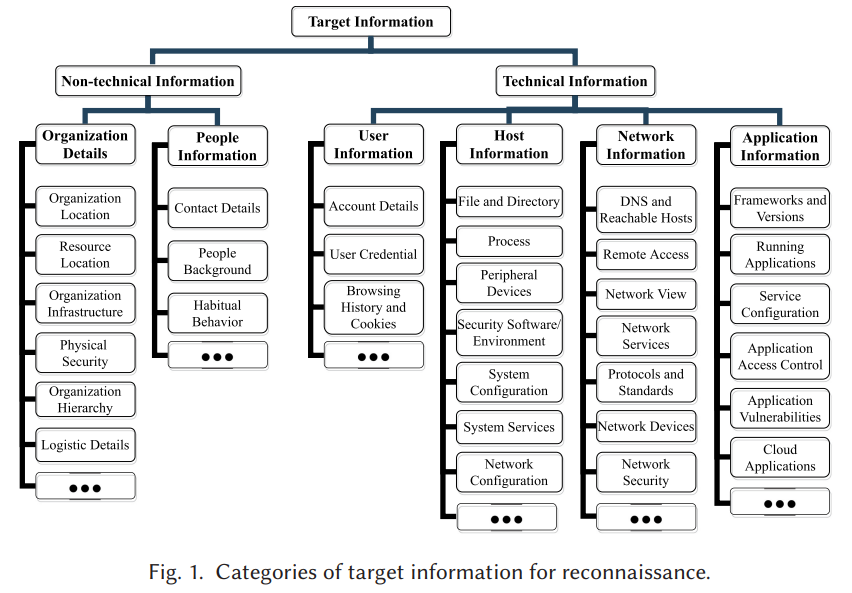 Target Information
Non-technical Information
Technical Information
Organization
Details
People
Information
User
Information
Host
Information
Network
Information
Application
Information
Organization
Location
Resource
Location
Organization
Infrastructure
Physical
Security
Organization
Hierarchy
Logistic Details
●●●
Contact Details
People
Background
Habitual
Behavior
●●●
Account Details
User Credential
Browsing
History and
Cookies
●●●
File and Directory
Process
Peripheral
Devices
Security Software/
Environment
System
Configuration
System Services
Network
Configuration
●●●
DNS and
Reachable Hosts
Remote Access
Network View
Network
Services
Protocols and
Standards
Network Devices
Network
Security
●●●
Frameworks and
Versions
Running
Applications
Service
Configuration
Application
Access Control
Application
Vulnerabilities
Cloud
Applications
●●●
Fig. 1. Categories of target information for reconnaissance.